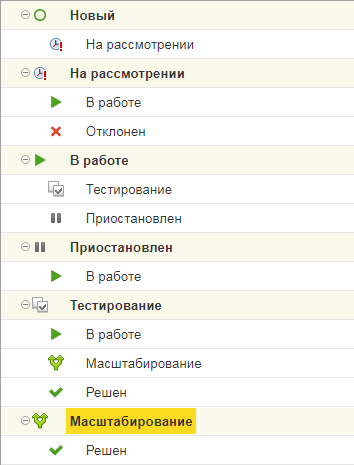 Новый
На рассмотрении
На рассмотрении
В работе
Отклонен
В работе
Тестирование
Приостановлен
Приостановлен
В работе
Тестирование
В работе
Масштабирование
Решен
Масштабирование
Решен